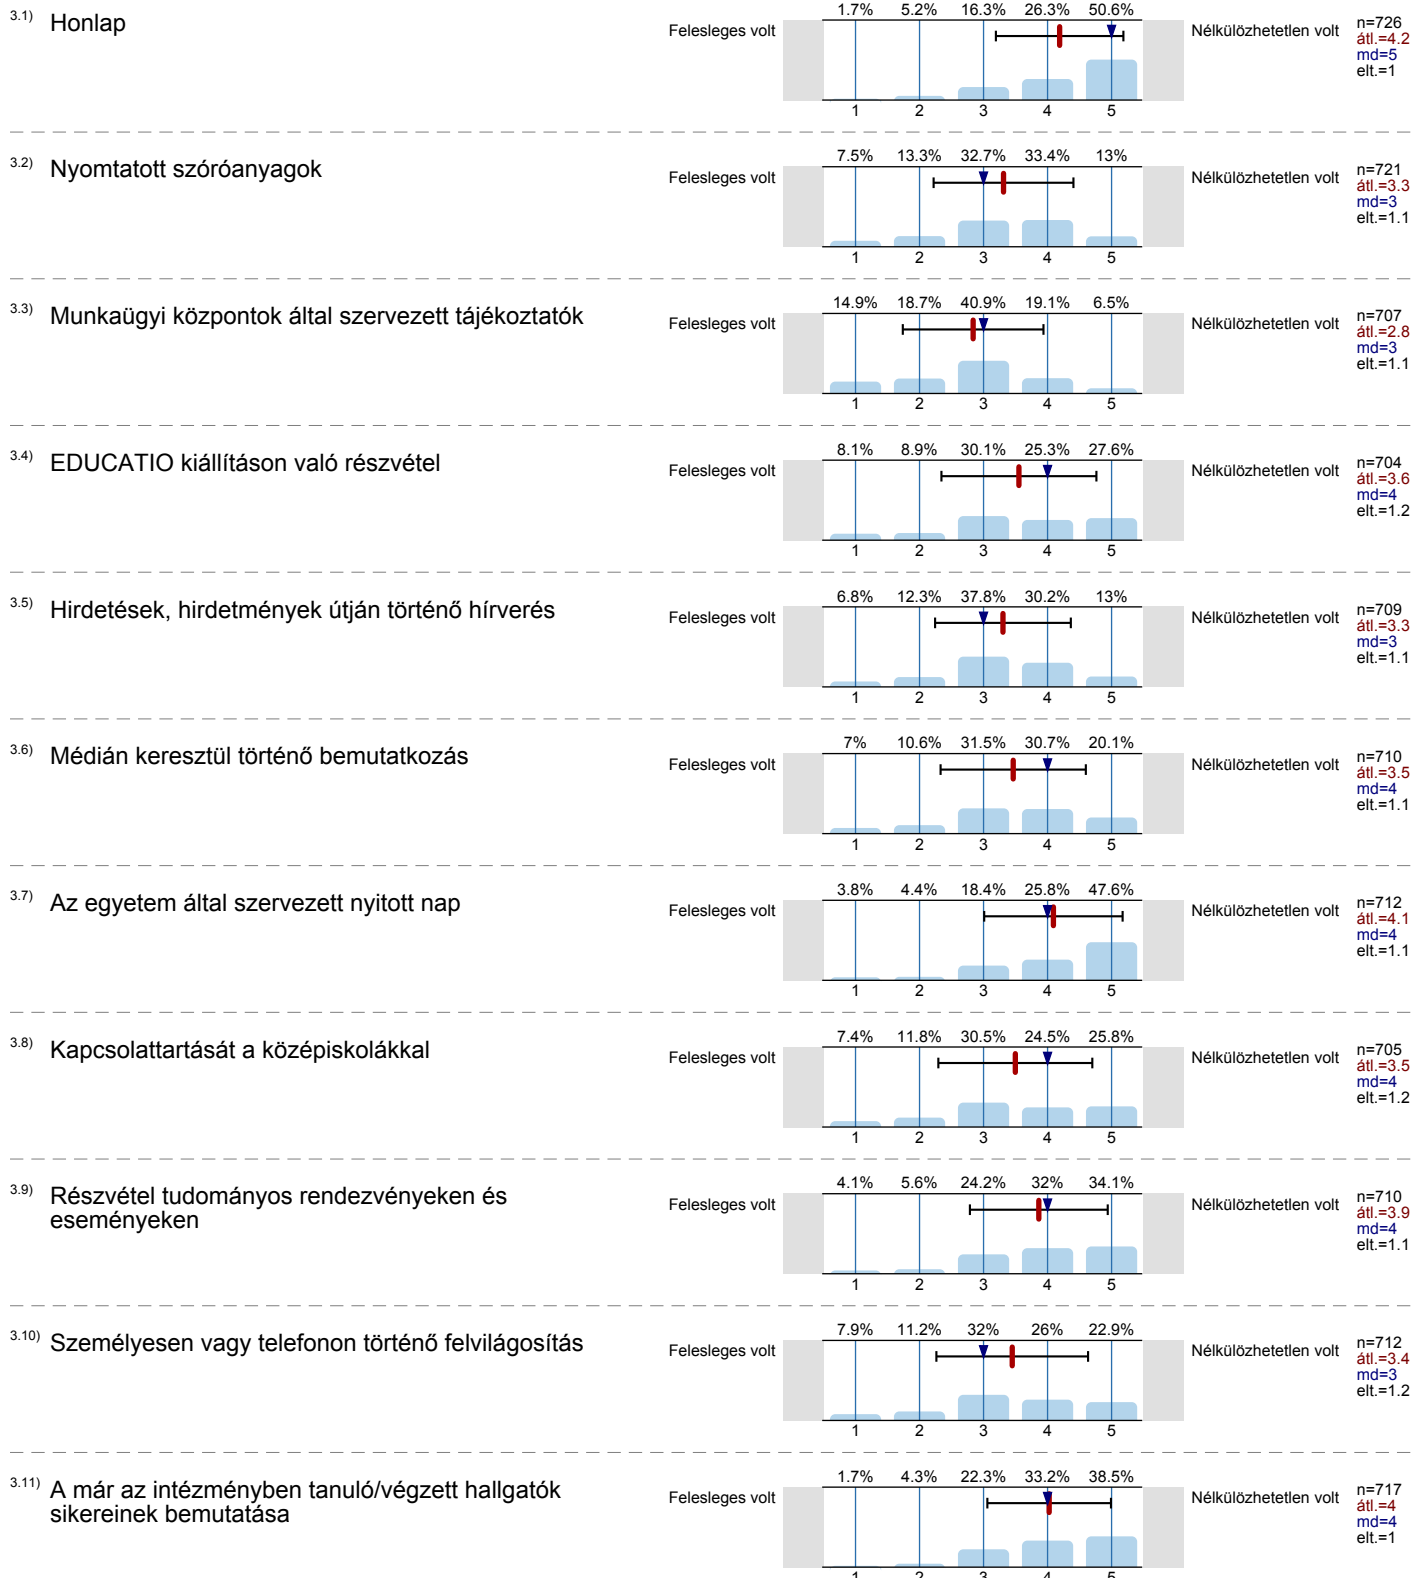 3.1) Honlap
Felesleges volt
1.7% 5.2% 16.3% 26.3% 50.6%
1 2 3 4 5
Nélkülözhetetlen volt
n=726
átl.=4.2
md=5
elt.=1
3.2) Nyomtatott szóróanyagok
Felesleges volt
7.5% 13.3% 32.7% 33.4% 13%
1 2 3 4 5
Nélkülözhetetlen volt
n=721
átl.=3.3
md=3
elt.=1.1
3.3) Munkaügyi központok által szervezett tájékoztatók
Felesleges volt
14.9% 18.7% 40.9% 19.1% 6.5%
1 2 3 4 5
Nélkülözhetetlen volt
n=707
átl.=2.8
md=3
elt.=1.1
3.4) EDUCATIO kiállításon való részvétel
Felesleges volt
8.1% 8.9% 30.1% 25.3% 27.6%
1 2 3 4 5
Nélkülözhetetlen volt
n=704
átl.=3.6
md=4
elt.=1.2
3.5) Hirdetések, hirdetmények útján történő hírverés
Felesleges volt
6.8% 12.3% 37.8% 30.2% 13%
1 2 3 4 5
Nélkülözhetetlen volt
n=709
átl.=3.3
md=3
elt.=1.1
3.6) Médián keresztül történő bemutatkozás
Felesleges volt
7% 10.6% 31.5% 30.7% 20.1%
1 2 3 4 5
Nélkülözhetetlen volt
n=710
átl.=3.5
md=4
elt.=1.1
3.7) Az egyetem által szervezett nyitott nap
Felesleges volt
3.8% 4.4% 18.4% 25.8% 47.6%
1 2 3 4 5
Nélkülözhetetlen volt
n=712
átl.=4.1
md=4
elt.=1.1
3.8) Kapcsolattartását a középiskolákkal
Felesleges volt
7.4% 11.8% 30.5% 24.5% 25.8%
1 2 3 4 5
Nélkülözhetetlen volt
n=705
átl.=3.5
md=4
elt.=1.2
3.9) Részvétel tudományos rendezvényeken és
eseményeken
Felesleges volt
4.1% 5.6% 24.2% 32% 34.1%
1 2 3 4 5
Nélkülözhetetlen volt
n=710
átl.=3.9
md=4
elt.=1.1
3.10) Személyesen vagy telefonon történő felvilágosítás
Felesleges volt
7.9% 11.2% 32% 26% 22.9%
1 2 3 4 5
Nélkülözhetetlen volt
n=712
átl.=3.4
md=3
elt.=1.2
3.11) A már az intézményben tanuló/végzett hallgatók
sikereinek bemutatása
Felesleges volt
1.7% 4.3% 22.3% 33.2% 38.5%
1 2 3 4 5
Nélkülözhetetlen volt
n=717
átl.=4
md=4
elt.=1